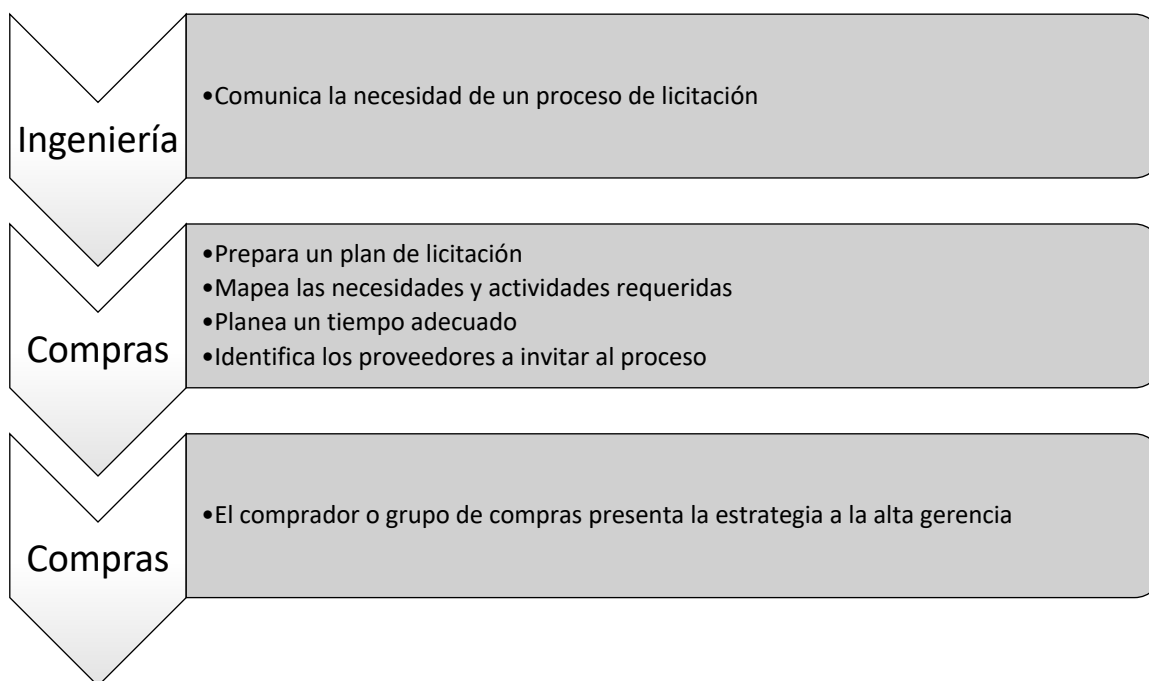 Ingeniería
•Comunica la necesidad de un proceso de licitación
Compras
•Prepara un plan de licitación
•Mapea las necesidades y actividades requeridas
•Planea un tiempo adecuado
•Identifica los proveedores a invitar al proceso
Compras
•El comprador o grupo de compras presenta la estrategia a la alta gerencia